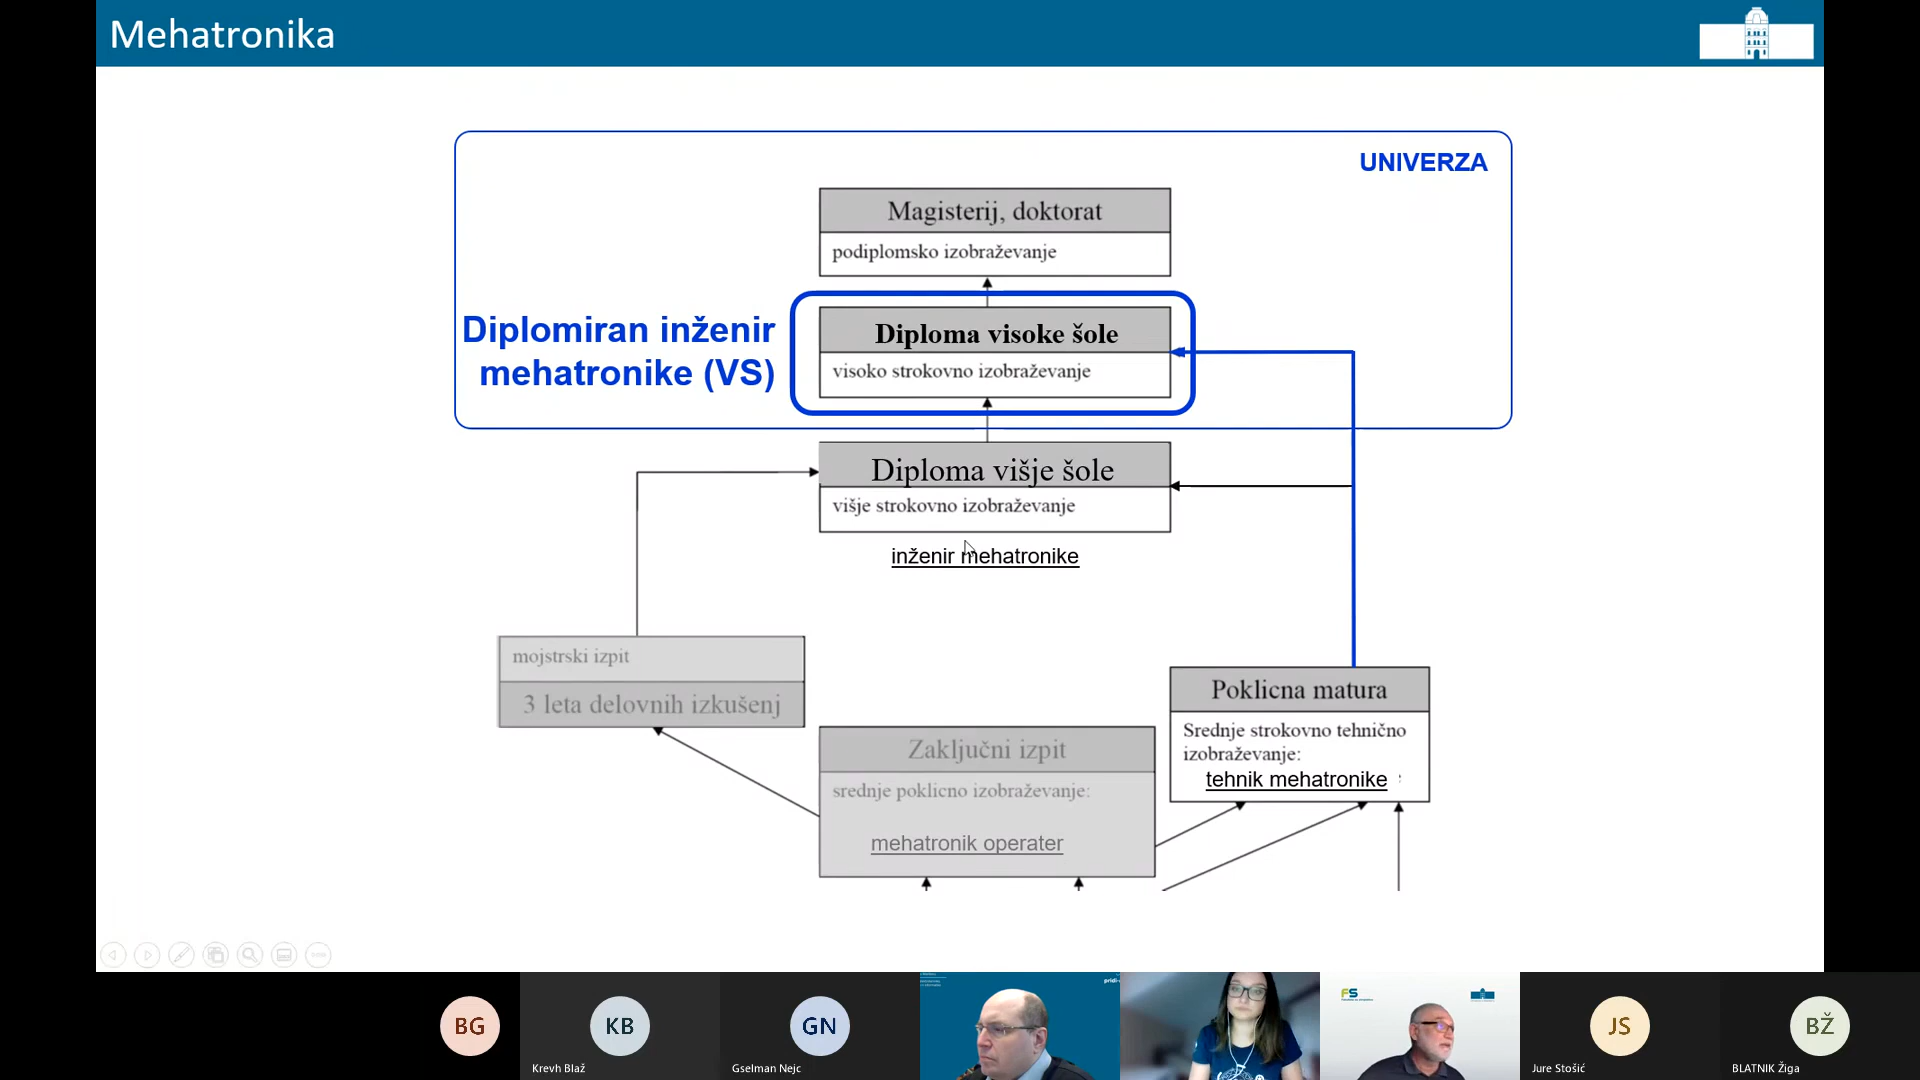 Mehatronika
UNIVERZA
Magisterij, doktorat
podiplomsko izobraževanje
Diplomiran inženir
mehatronike (VS)
Diploma visoke šole
visoko strokovno izobraževanje
Diploma višje šole
višje strokovno izobraževanje
inženir mehatronike
mojstrski izpit
3 leta delovnih izkušenj
Poklicna matura
Srednje strokovno tehnično
izobraževanje:
tehnik mehatronike
Zaključni izpit
srednje poklicno izobraževanje:
mehatronik operater
BG
KB
Krevh Blaž
GN
Gselman Nejc
pridi
FS
JS
Jure Stošić
BŽ
BLATNIK Žiga